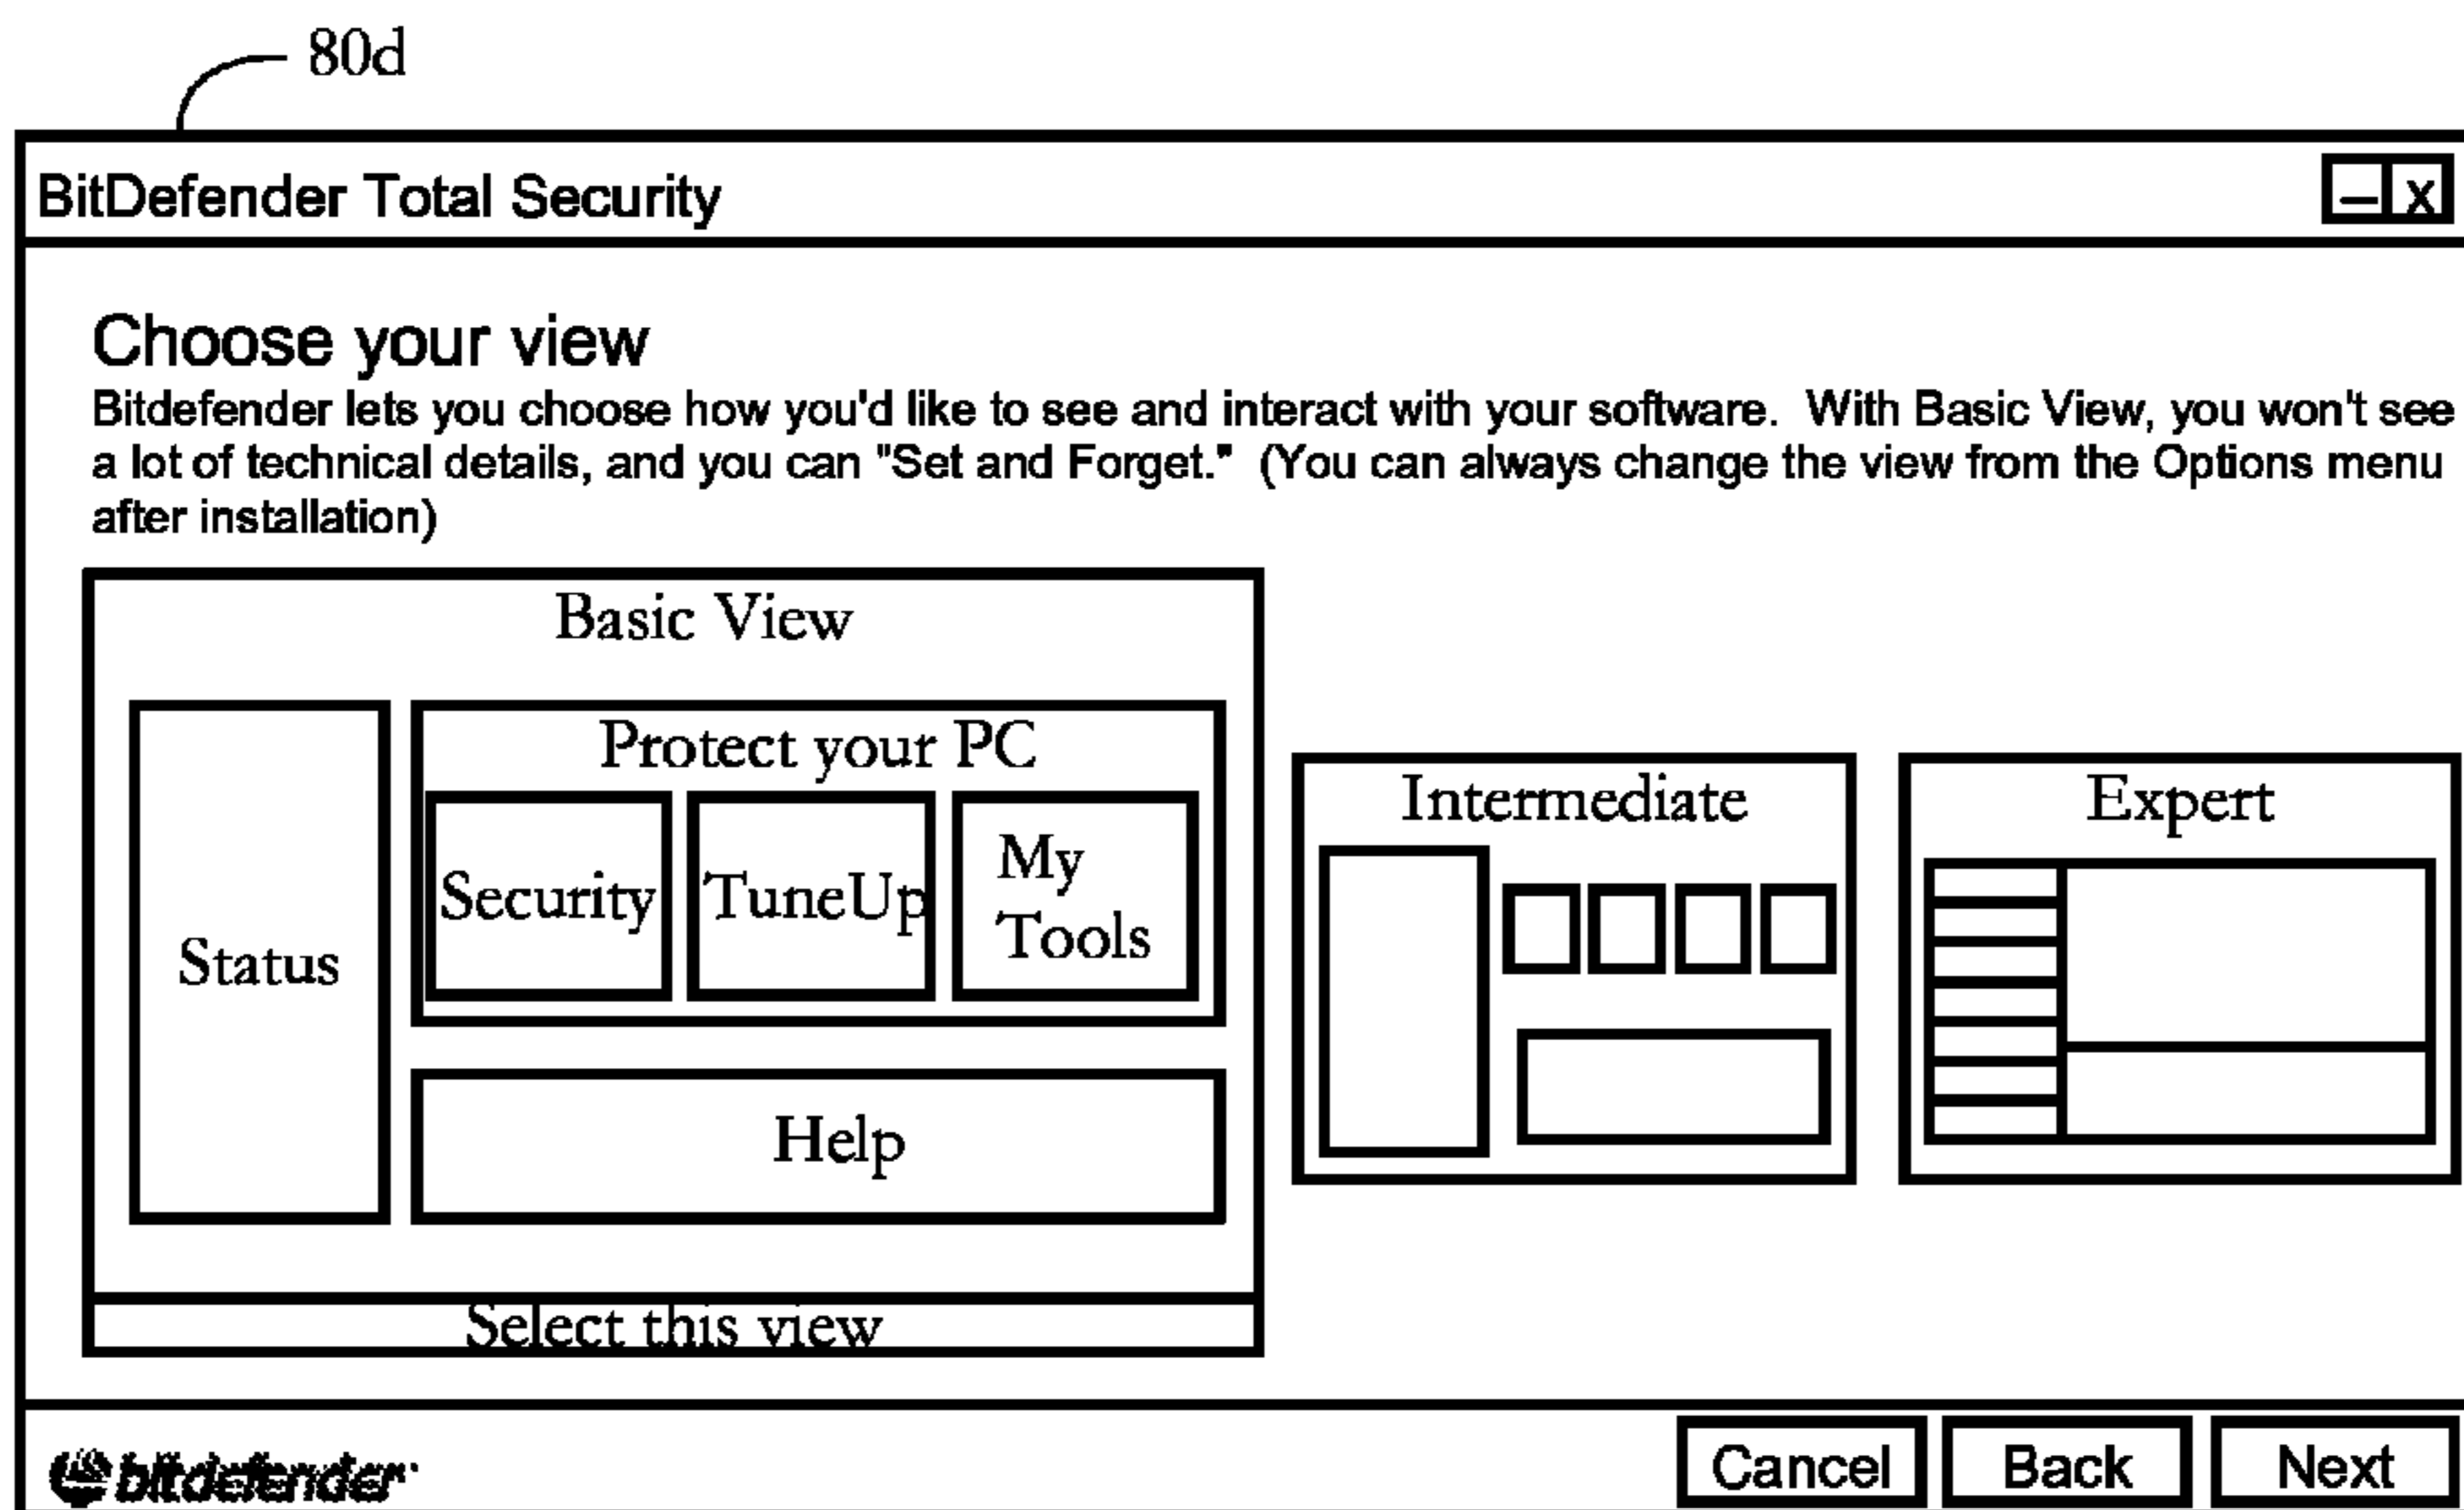 80d
BitDefender Total Security
– x
Choose your view
Bitdefender lets you choose how you'd like to see and interact with your software.  With Basic View, you won't see
a lot of technical details, and you can "Set and Forget."  (You can always change the view from the Options menu
after installation)
Basic View
Status
Protect your PC
Security
TuneUp
My
Tools
Help
Select this view
Intermediate
Expert
bitdefender
Cancel
Back
Next